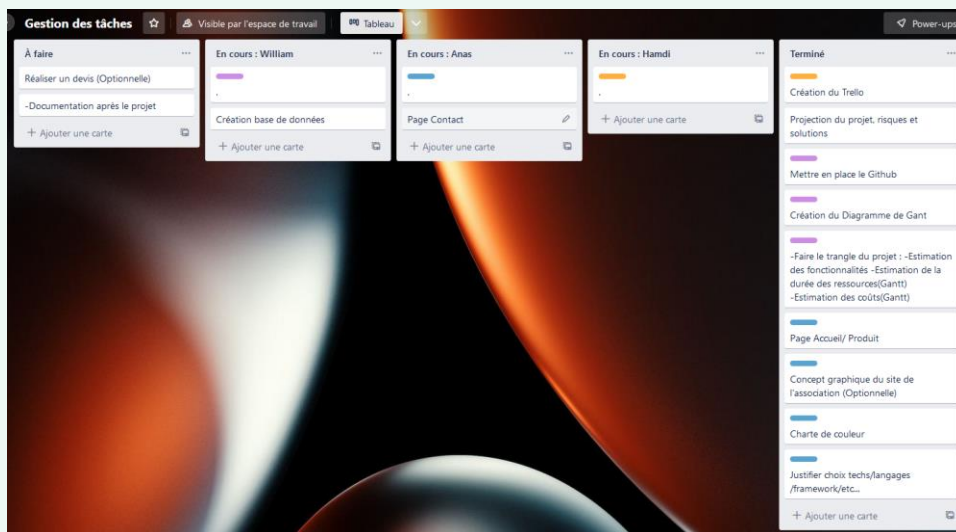 Gestion des tâches
Visible par l'espace de travail
Tableau
Power-ups
À faire
Réaliser un devis (Optionnelle)
-Documentation après le projet
+ Ajouter une carte
En cours : William
.
Création base de données
+ Ajouter une carte
En cours : Anas
.
Page Contact
+ Ajouter une carte
En cours : Hamdi
.
+ Ajouter une carte
Terminé
Création du Trello
Projection du projet, risques et
solutions
Mettre en place le Github
Création du Diagramme de Gant
-Faire le trangle du projet : -Estimation
des fonctionnalités -Estimation de la
durée des ressources(Gantt)
-Estimation des coûts(Gantt)
Page Accueil/ Produit
Concept graphique du site de
l'association (Optionnelle)
Charte de couleur
Justifier choix techs/langages
/framework/etc...
+ Ajouter une carte